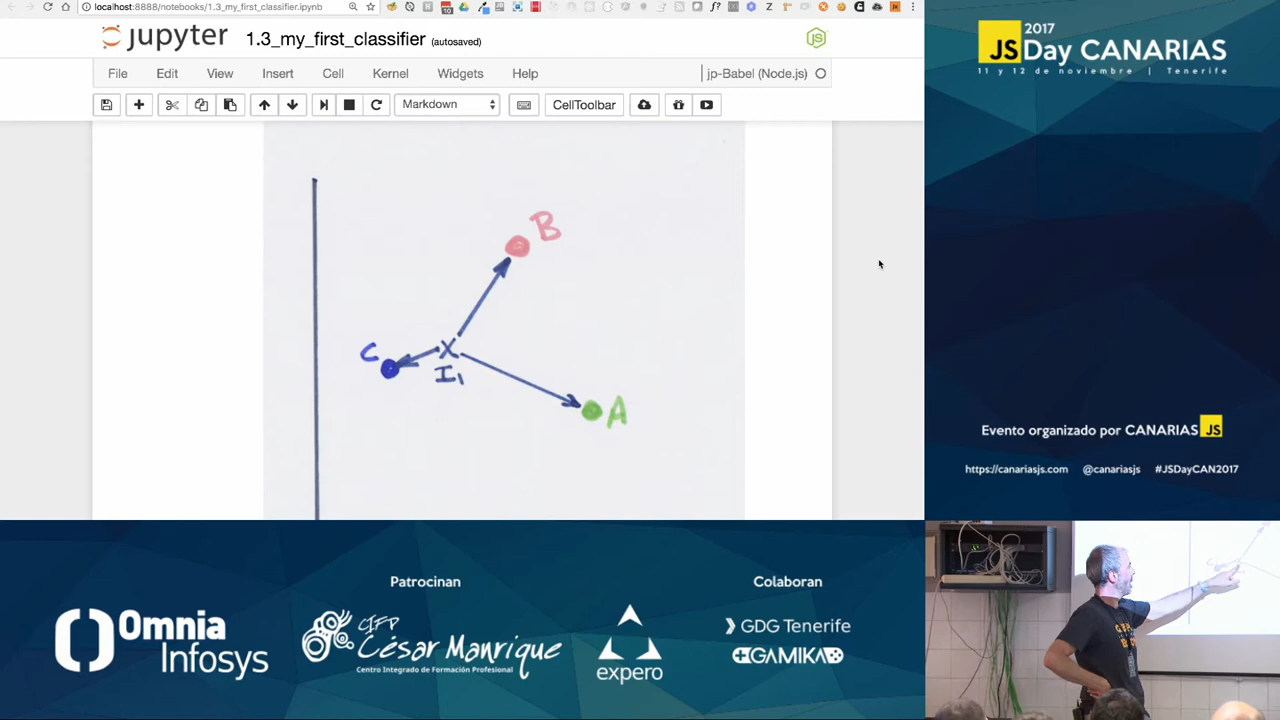 localhost:8888/notebooks/1.3_my_first_classifier.ipynb
jupyter 1.3_my_first_classifier (autosaved)
File Edit View Insert Cell Kernel Widgets Help jp-Babel (Node.js)
Markdown CellToolbar
B
C
X
I1
A
2017
JSDay CANARIAS
11 y 12 de noviembre | Tenerife
Evento organizado por CANARIAS JS
https://canariasjs.com @canariasjs #JSDayCAN2017
Patrocinan
Colaboran
Omnia
Infosys
CIFP
César Manrique
Centro Integrado de Formación Profesional
expero
GDG Tenerife
GAMIKA